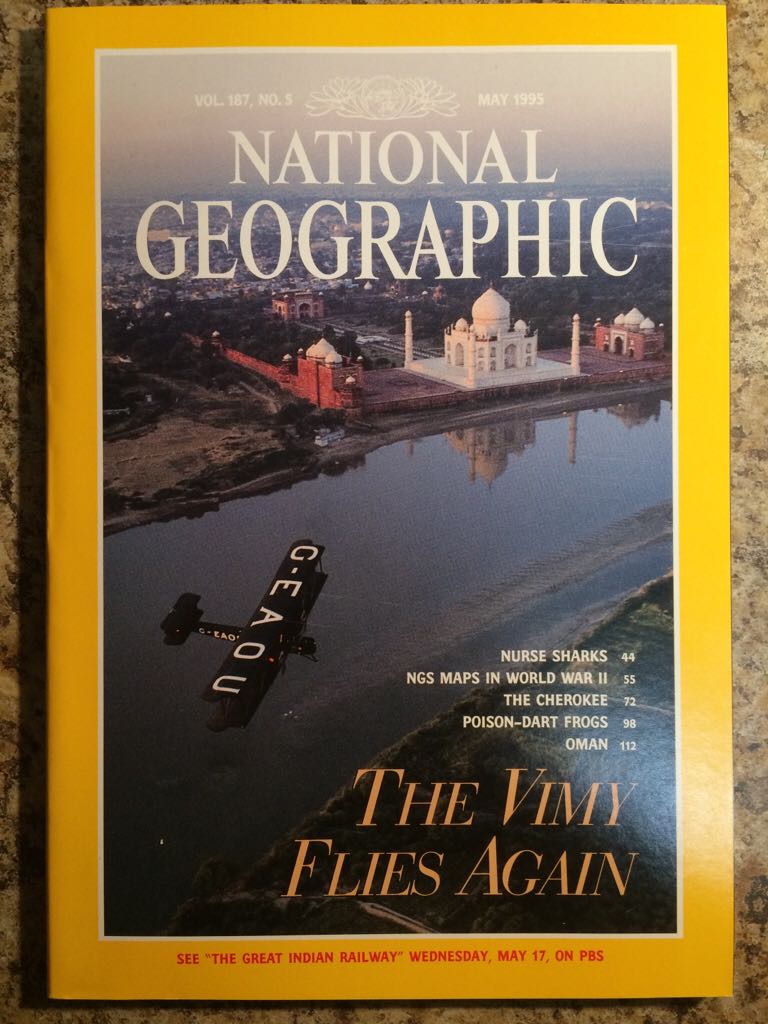 VOL. 187, NO. 5 MAY 1995
NATIONAL
GEOGRAPHIC
G-EAOU
G-EAO
NURSE SHARKS 44
NGS MAPS IN WORLD WAR II 55
THE CHEROKEE 72
POISON-DART FROGS 98
OMAN 112
THE VIMY
FLIES AGAIN
SEE "THE GREAT INDIAN RAILWAY" WEDNESDAY, MAY 17, ON PBS